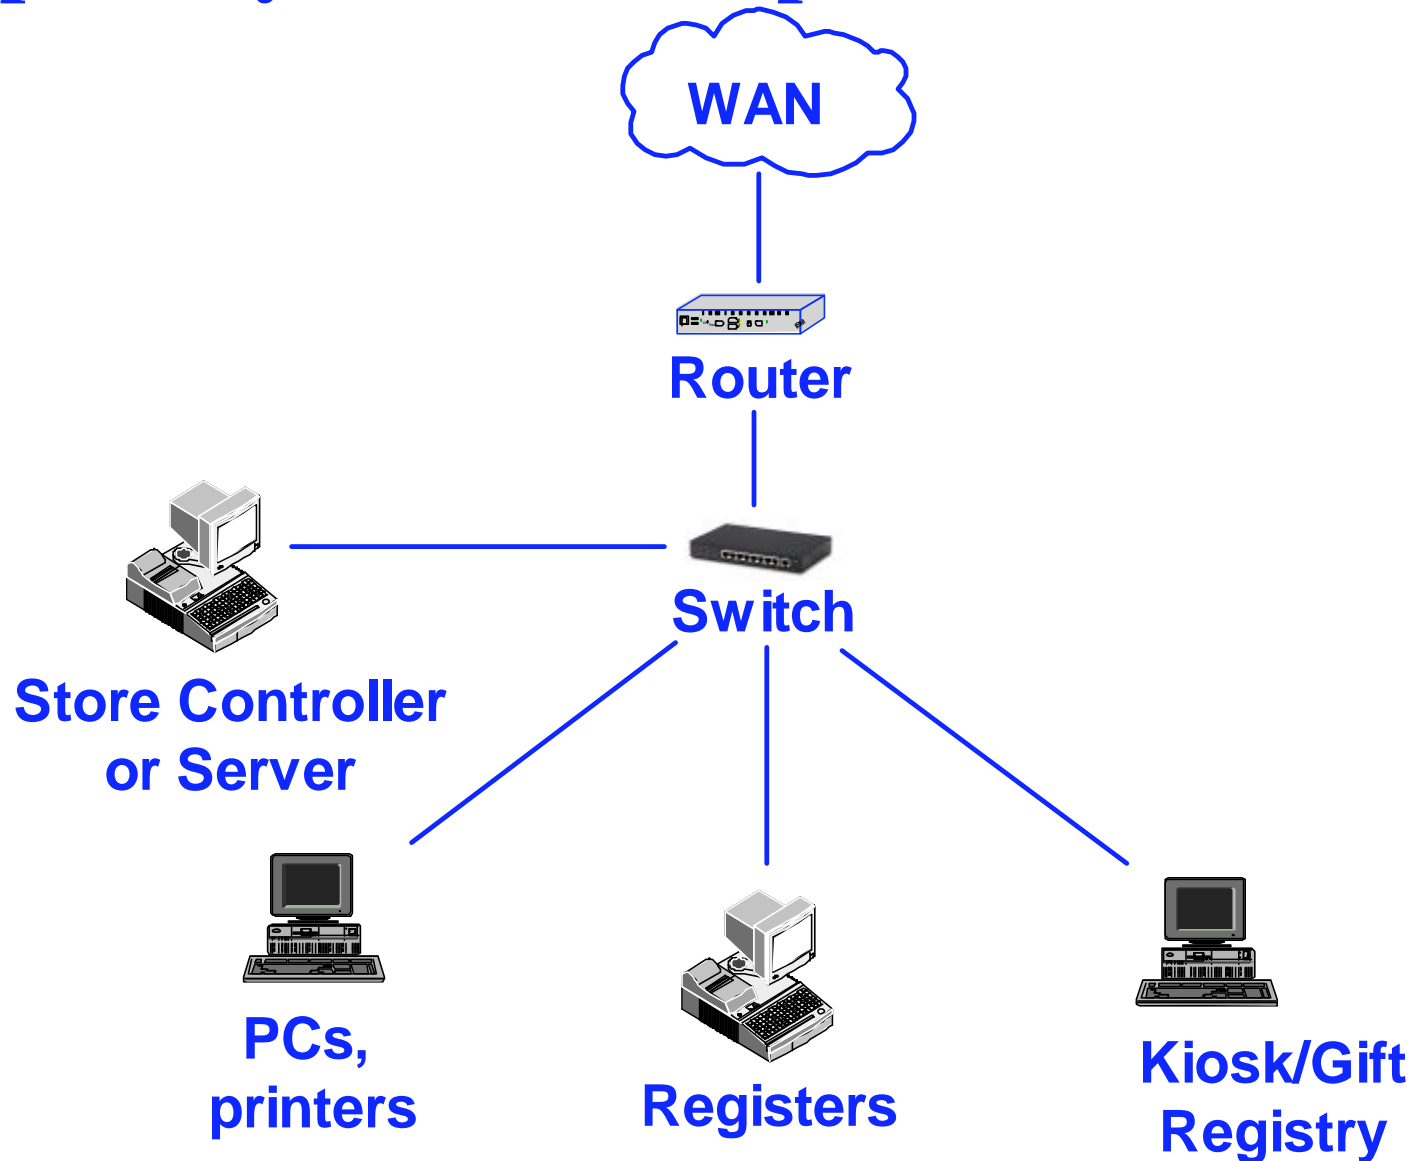 WAN
Router
Switch
Store Controller
or Server
PCs,
printers
Registers
Kiosk/Gift
Registry